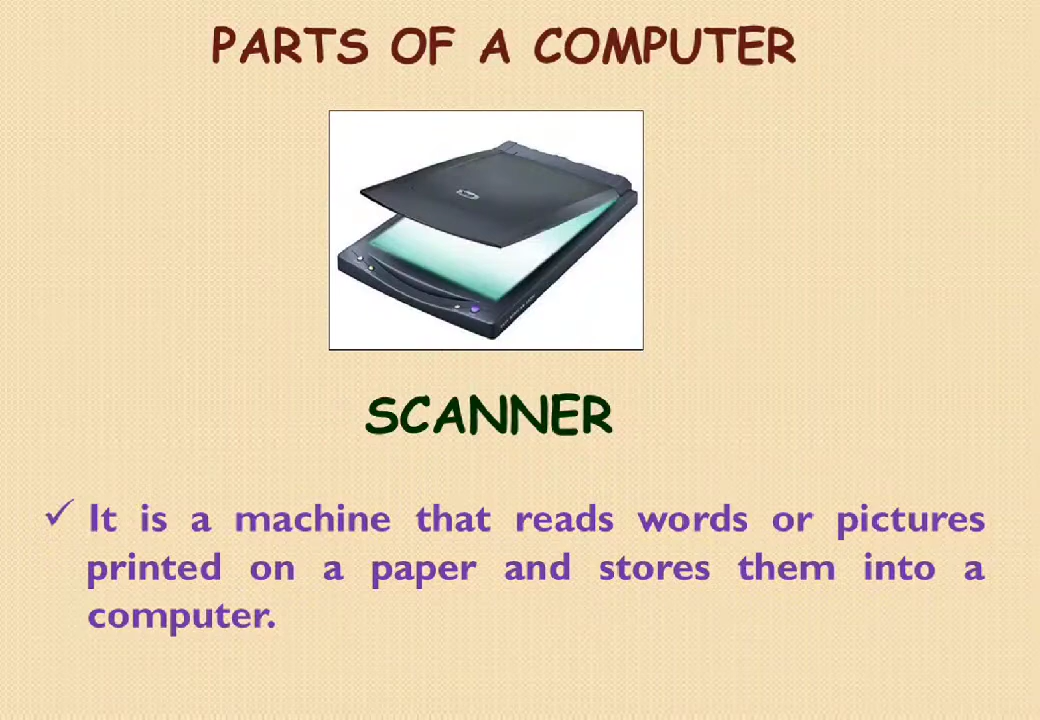 PARTS OF A COMPUTER
SCANNER
✓ It is a machine that reads words or pictures
printed on a paper and stores them into a
computer.